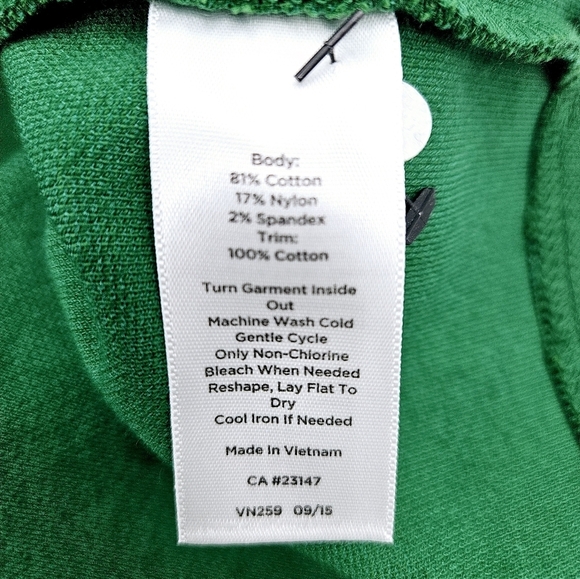 Body:
81% Cotton
17% Nylon
2% Spandex
Trim:
100% Cotton
Turn Garment Inside
Out
Machine Wash Cold
Gentle Cycle
Only Non-Chlorine
Bleach When Needed
Reshape, Lay Flat To
Dry
Cool Iron If Needed
Made In Vietnam
CA #23147
VN259 09/15